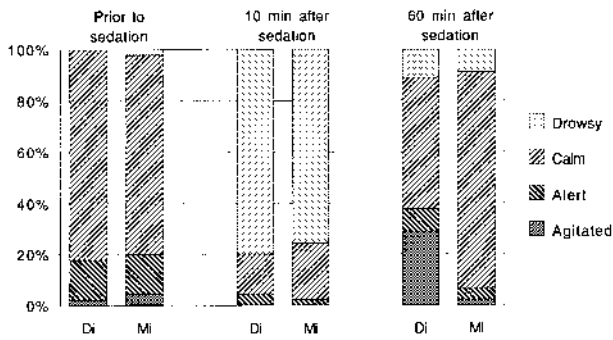 Prior to
sedation
10 min after
sedation
60 min after
sedation
100%
80%
60%
40%
20%
0%
Di
Mi
Di
Mi
Di
MI
Drowsy
Calm
Alert
Agitated